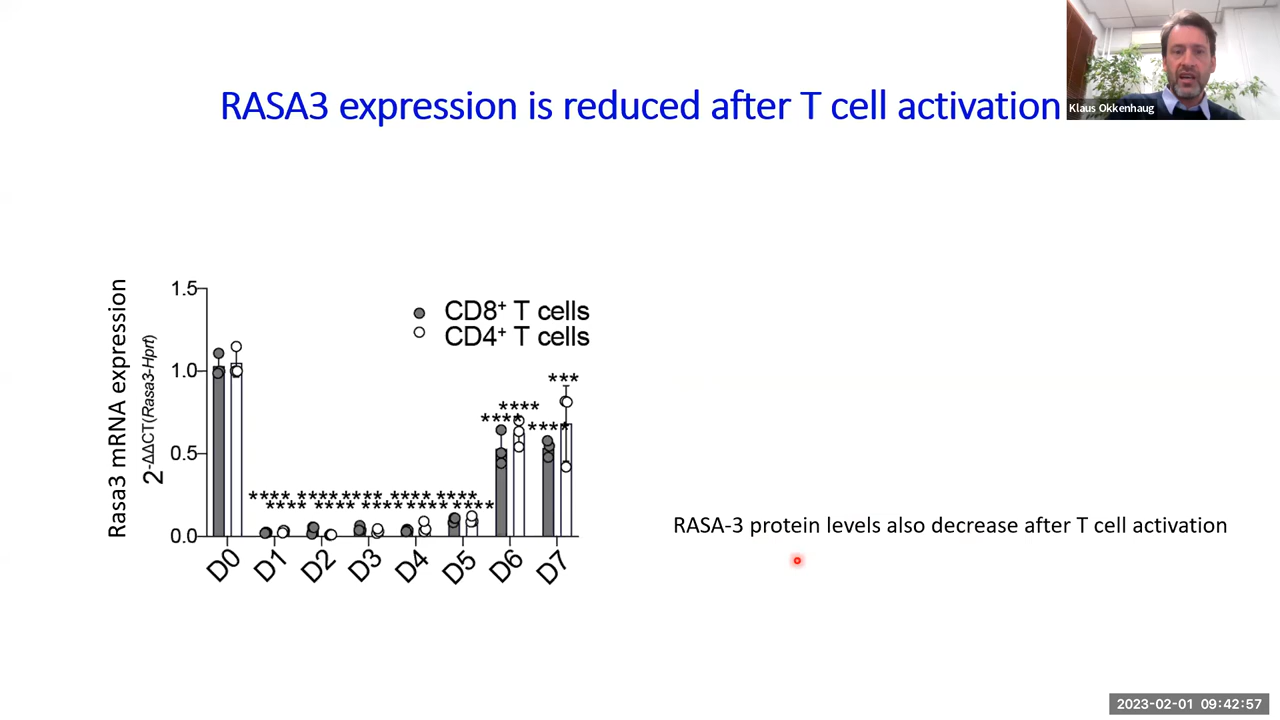 Klaus Okkenhaug
RASA3 expression is reduced after T cell activation
Rasa3 mRNA expression
2-ΔΔCT(Rasa3-Hprt)
1.5
1.0
0.5
0.0
CD8+ T cells
CD4+ T cells
***
****
**** ****
**** **** **** **** ****
**** **** **** **** ****
D0 D1 D2 D3 D4 D5 D6 D7
RASA-3 protein levels also decrease after T cell activation
2023-02-01 09:42:57